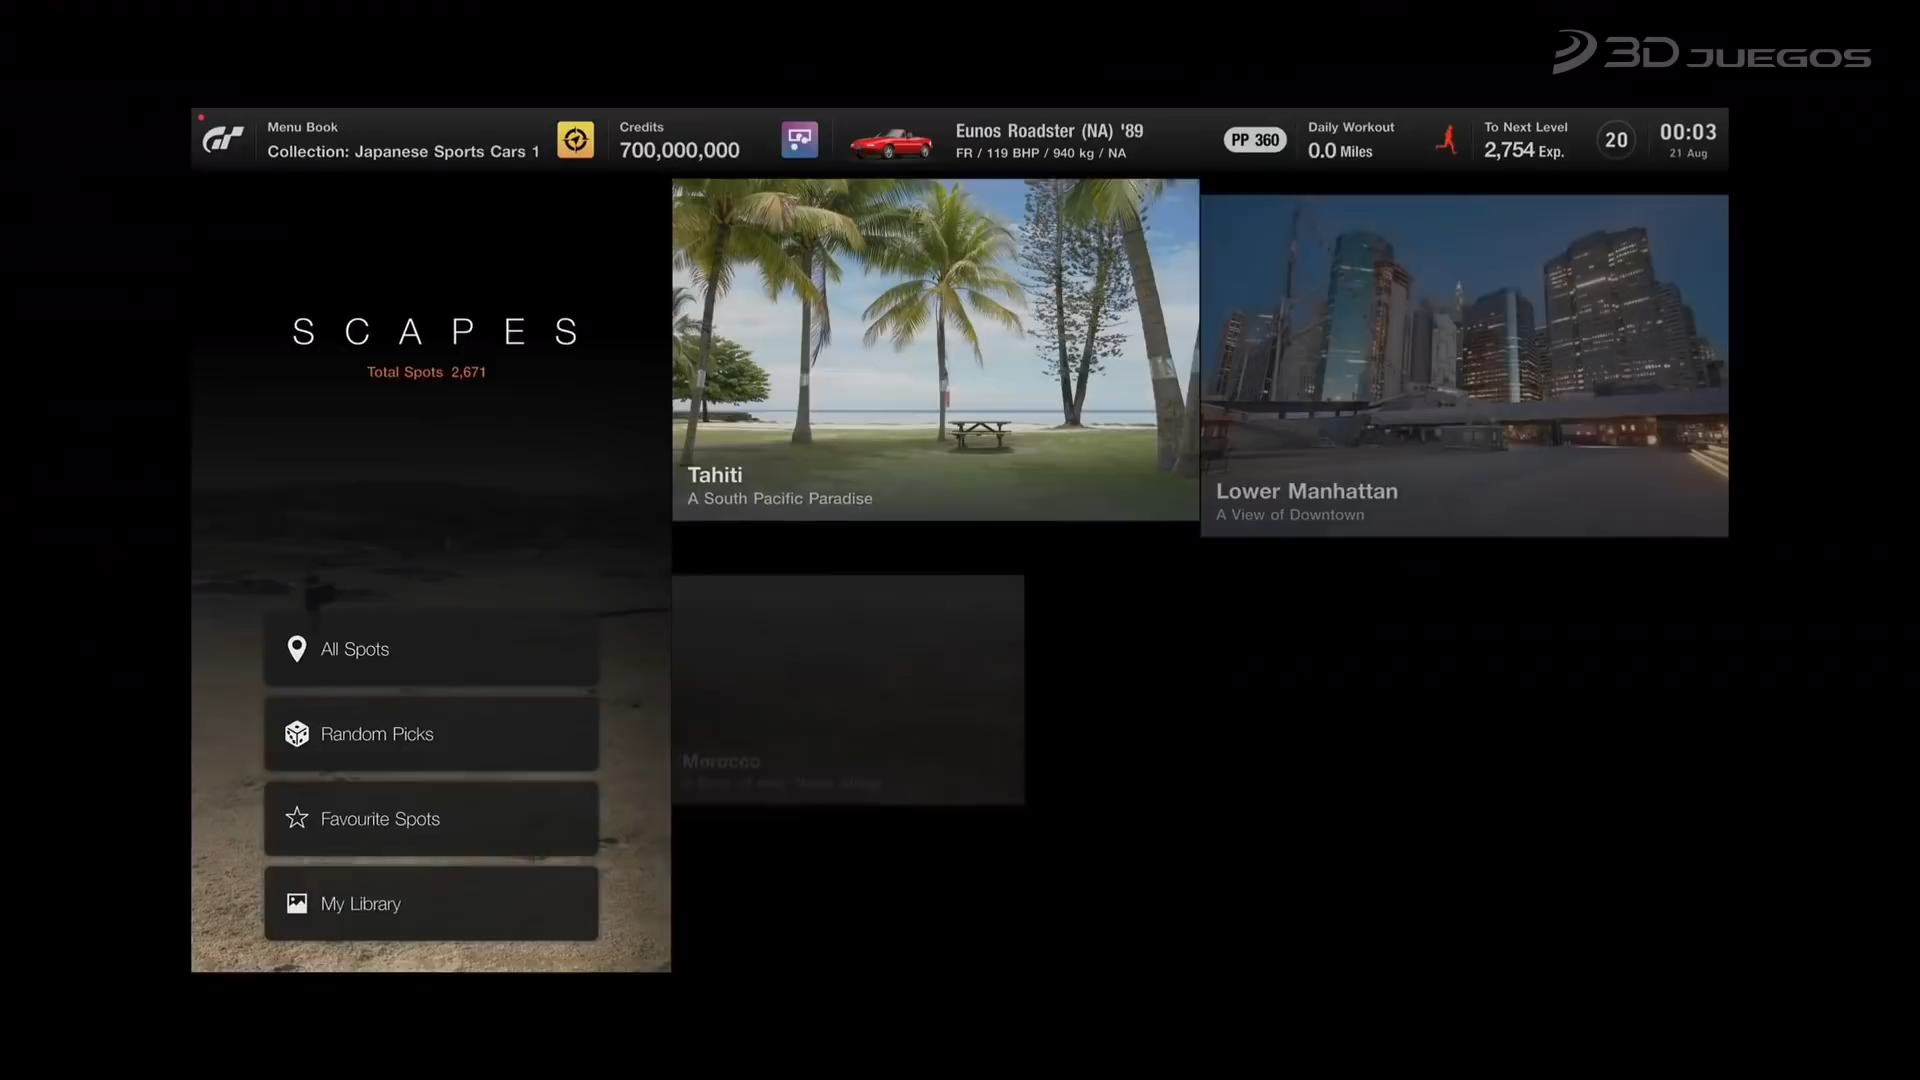 3DJUEGOS
GT
Menu Book
Collection: Japanese Sports Cars 1
Credits
700,000,000
Eunos Roadster (NA) '89
FR / 119 BHP / 940 kg / NA
PP 360
Daily Workout
0.0 Miles
To Next Level
2,754 Exp.
20
00:03
21 Aug
SCAPES
Total Spots 2,671
Tahiti
A South Pacific Paradise
Lower Manhattan
A View of Downtown
All Spots
Random Picks
Favourite Spots
My Library
Morocco